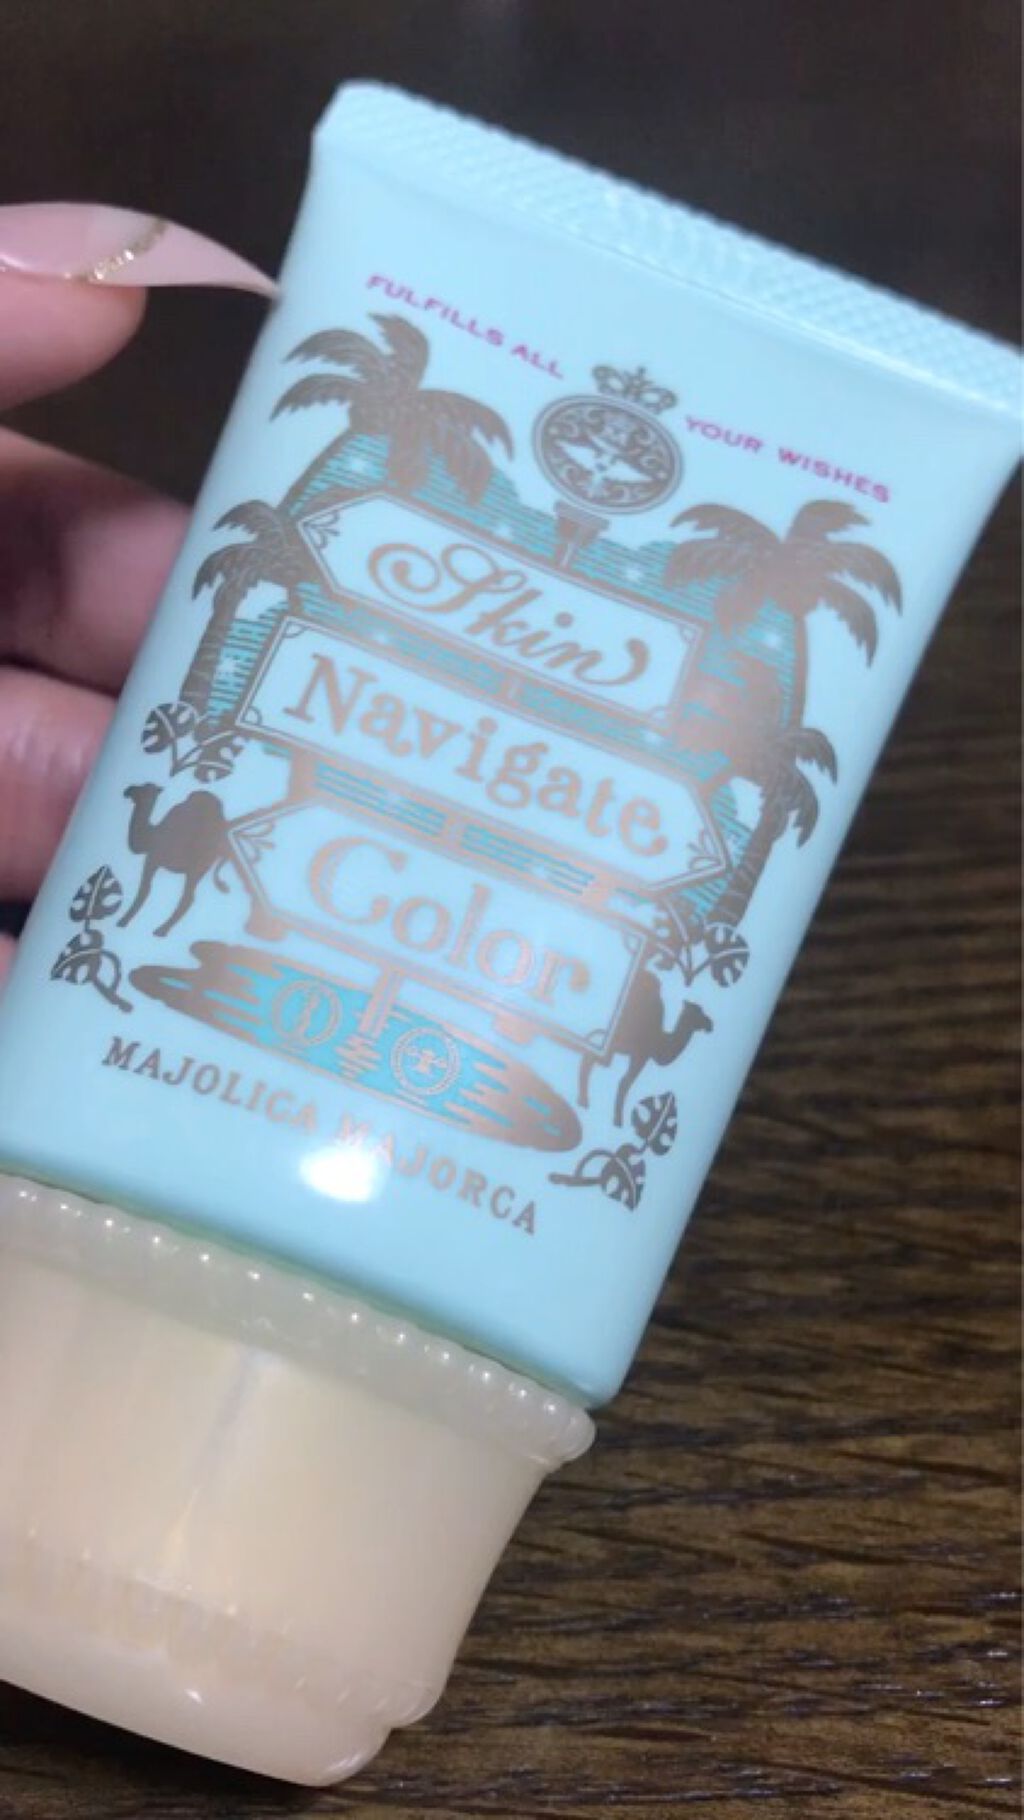 FULFILLS ALL YOUR WISHES
Skin
Navigate
Color
MAJOLICA MAJORCA